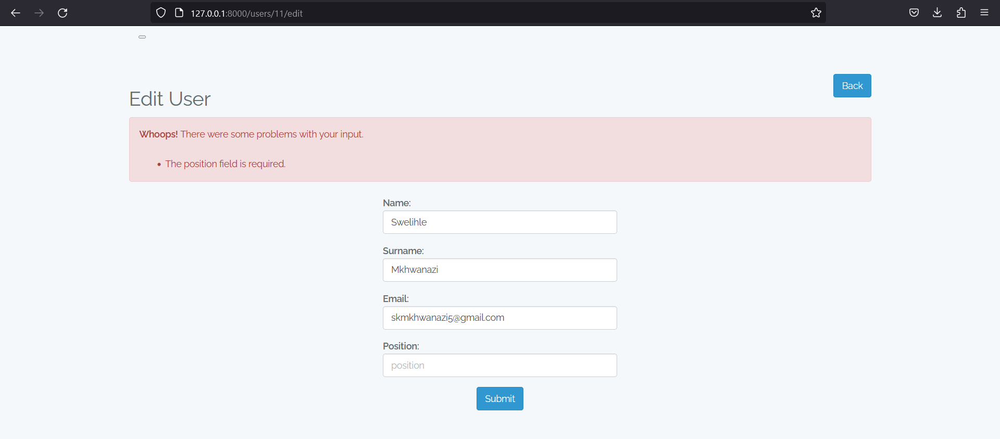 127.0.0.1:8000/users/11/edit
Back
Edit User
Whoops! There were some problems with your input.
• The position field is required.
Name:
Swelihle
Surname:
Mkhwanazi
Email:
skmkhwanazi5@gmail.com
Position:
position
Submit